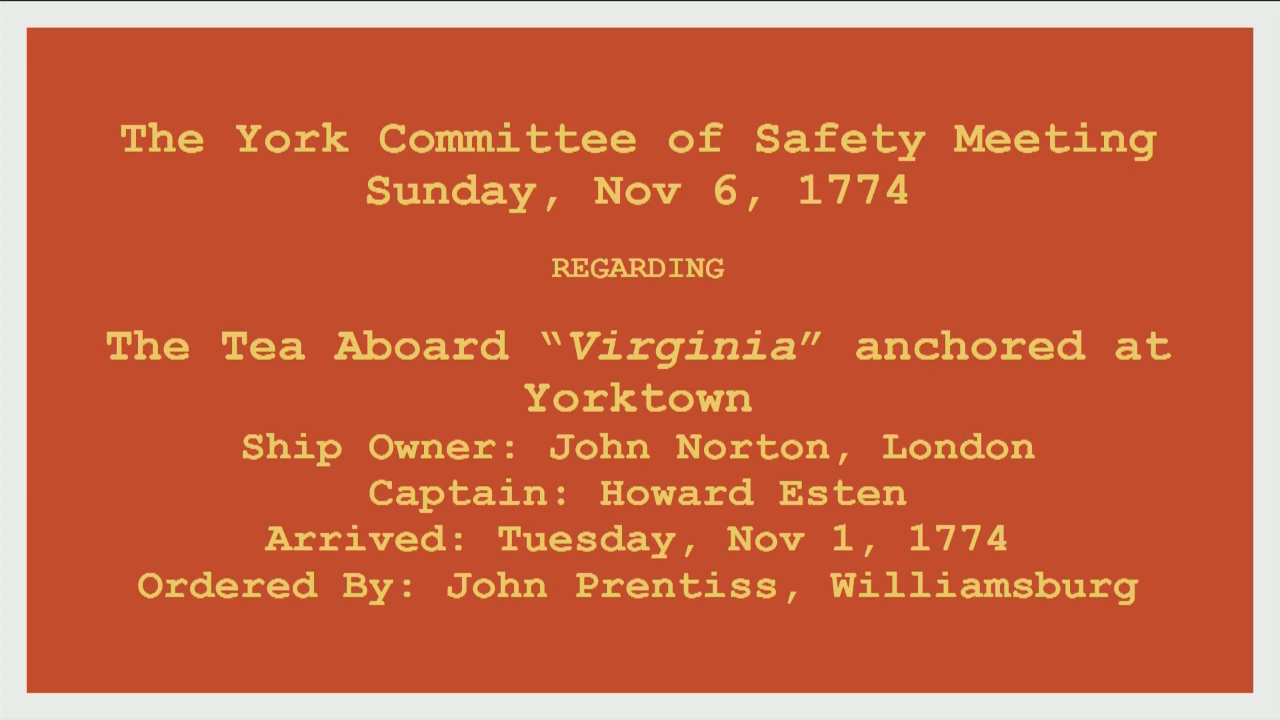 The York Committee of Safety Meeting
Sunday, Nov 6, 1774
REGARDING
The Tea Aboard “Virginia” anchored at
Yorktown
Ship Owner: John Norton, London
Captain: Howard Esten
Arrived: Tuesday, Nov 1, 1774
Ordered By: John Prentiss, Williamsburg